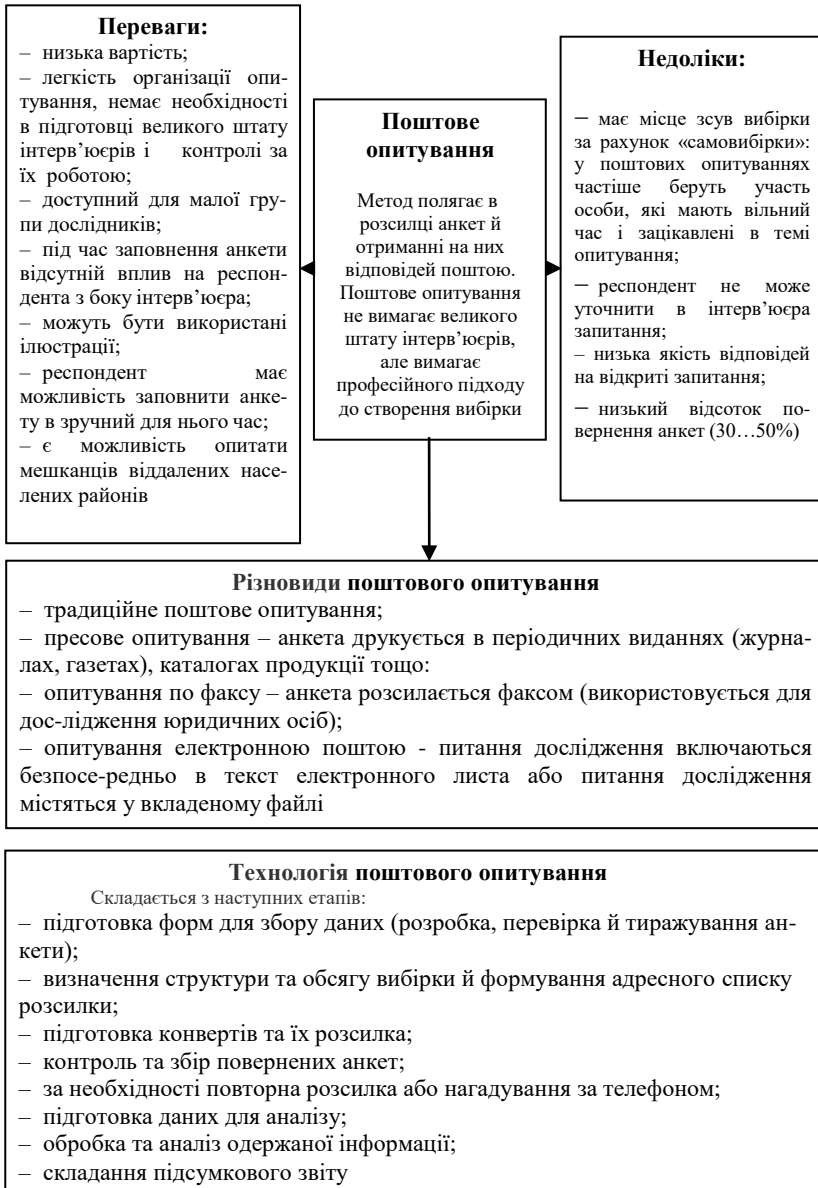 Переваги:
– низька вартість;
– легкість організації опи-
тування, немає необхідності
в підготовці великого штату
інтерв’юєрів і контролі за
їх роботою;
– доступний для малої гру-
пи дослідників;
– під час заповнення анкети
відсутній вплив на респон-
дента з боку інтерв’юєра;
– можуть бути використані
ілюстрації;
– респондент має
можливість заповнити анке-
ту в зручний для нього час;
– є можливість опитати
мешканців віддалених насе-
лених районів
Поштове
опитування
Метод полягає в
розсилці анкет й
отриманні на них
відповідей поштою.
Поштове опитування
не вимагає великого
штату інтерв’юєрів,
але вимагає
професійного підходу
до створення вибірки
Недоліки:
– має місце зсув вибірки
за рахунок «самовибірки»:
у поштових опитуваннях
частіше беруть участь
особи, які мають вільний
час і зацікавлені в темі
опитування;
– респондент не може
уточнити в інтерв’юєра
запитання;
– низька якість відповідей
на відкриті запитання;
– низький відсоток по-
вернення анкет (30…50%)
Різновиди поштового опитування
– традиційне поштове опитування;
– пресове опитування – анкета друкується в періодичних виданнях (журна-
лах, газетах), каталогах продукції тощо:
– опитування по факсу – анкета розсилається факсом (використовується для
дос-лідження юридичних осіб);
– опитування електронною поштою - питання дослідження включаються
безпосе-редньо в текст електронного листа або питання дослідження
містяться у вкладеному файлі
Технологія поштового опитування
Складається з наступних етапів:
– підготовка форм для збору даних (розробка, перевірка й тиражування ан-
кети);
– визначення структури та обсягу вибірки й формування адресного списку
розсилки;
– підготовка конвертів та їх розсилка;
– контроль та збір повернених анкет;
– за необхідності повторна розсилка або нагадування за телефоном;
– підготовка даних для аналізу;
– обробка та аналіз одержаної інформації;
– складання підсумкового звіту